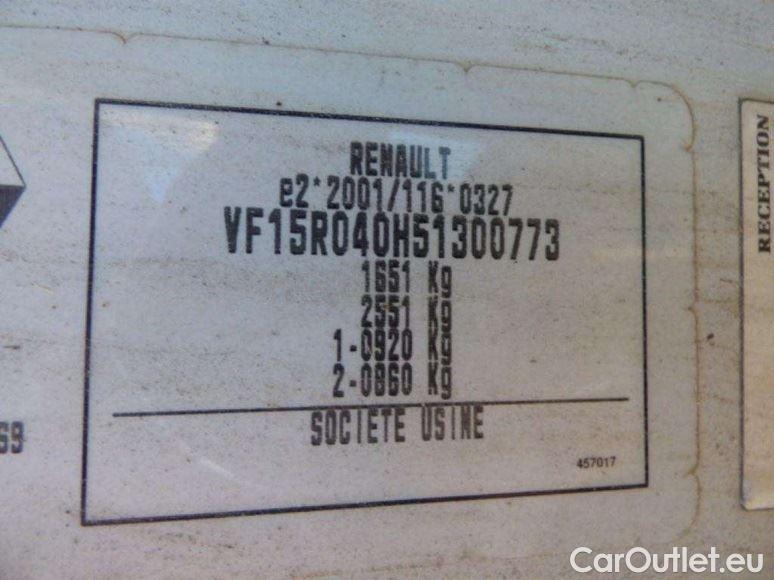 RENAULT
e2*2001/116*0327
VF15R040H51300773
1651 Kg
2551 Kg
1-0920 Kg
2-0860 Kg
SOCIETE USINE
457017
69
RECEPTION
CarOutlet.eu